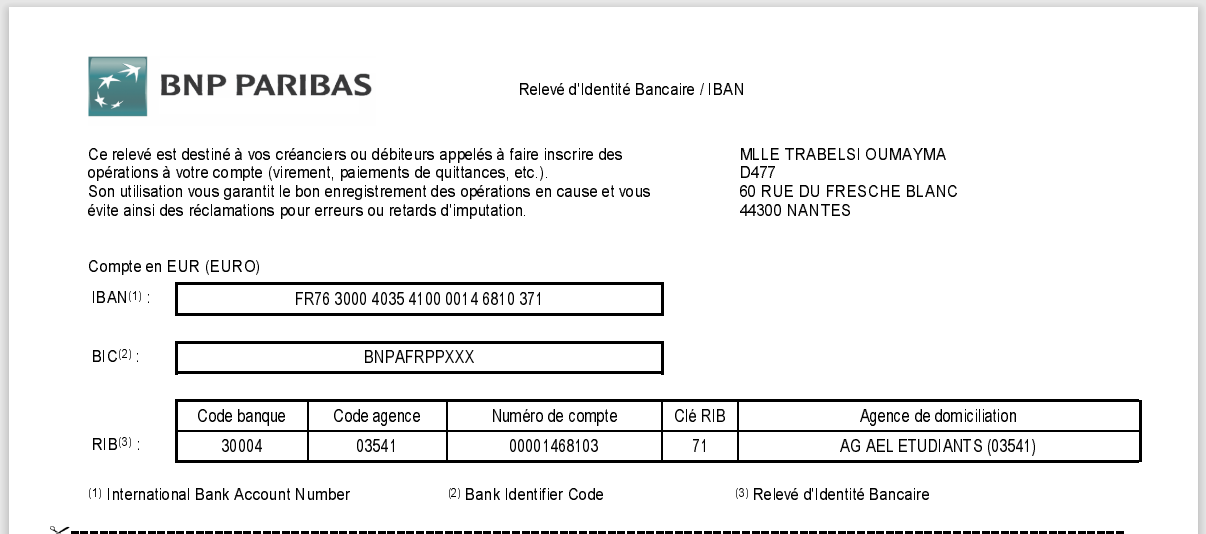 BNP PARIBAS
Relevé d'Identité Bancaire / IBAN
Ce relevé est destiné à vos créanciers ou débiteurs appelés à faire inscrire des
opérations à votre compte (virement, paiements de quittances, etc.).
Son utilisation vous garantit le bon enregistrement des opérations en cause et vous
évite ainsi des réclamations pour erreurs ou retards d'imputation.
MLLE TRABELSI OUMAYMA
D477
60 RUE DU FRESCHE BLANC
44300 NANTES
Compte en EUR (EURO)
IBAN(1) : FR76 3000 4035 4100 0014 6810 371
BIC(2) : BNPAFRPPXXX
Code banque Code agence Numéro de compte Clé RIB Agence de domiciliation
RIB(3) : 30004 03541 00001468103 71 AG AEL ETUDIANTS (03541)
(1) International Bank Account Number (2) Bank Identifier Code (3) Relevé d'Identité Bancaire